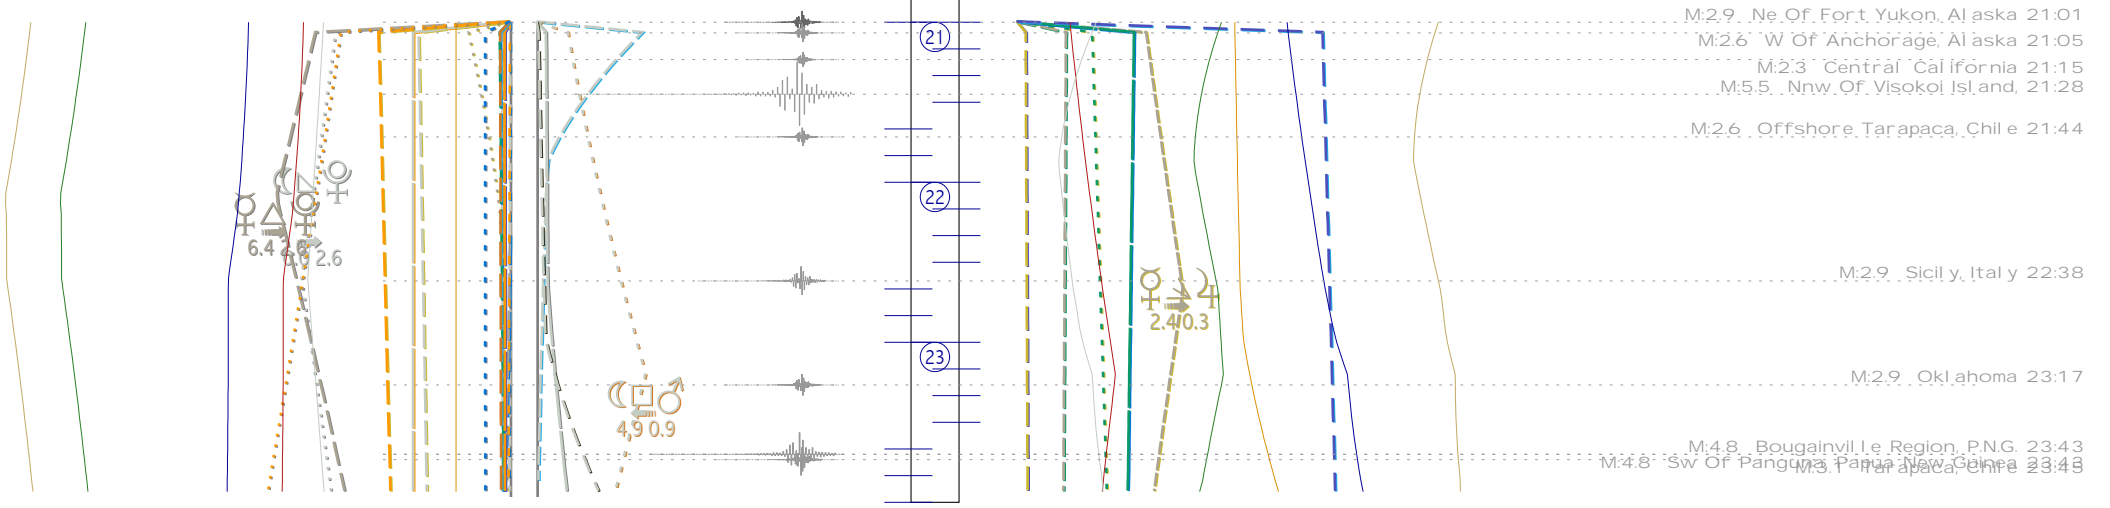 M:2.9 Ne Of Fort Yukon, Alaska 21:01
21
M:2.6 W Of Anchorage, Alaska 21:05
M:2.3 Central California 21:15
M:5.5 Nnw Of Visokoi Island, 21:28
M:2.6 Offshore Tarapaca, Chile 21:44
22
6.4 2.6
2.6
M:2.9 Sicily, Italy 22:38
2.4 0.3
23
M:2.9 Oklahoma 23:17
4.9 0.9
M:4.8 Bougainville Region, P.N.G. 23:43
M:4.8 Sw Of Panguna, Papua New Guinea 23:43
M:3.1 Tarapaca, Chile